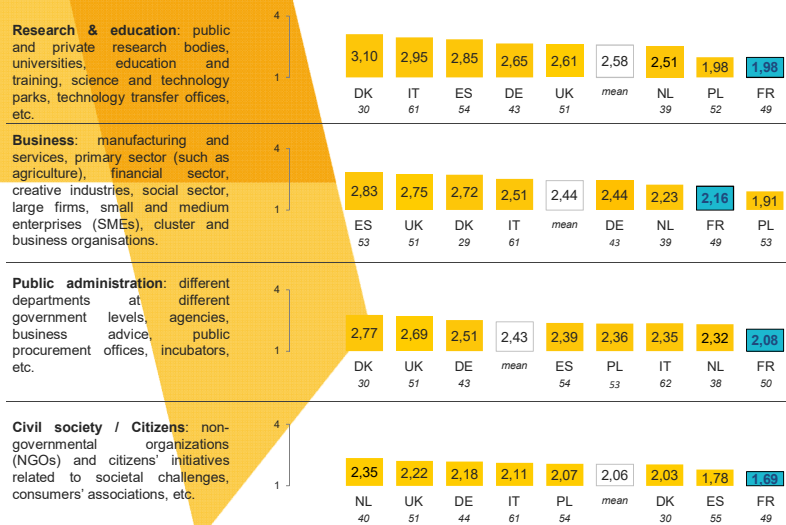 Research & education: public
and private research bodies,
universities, education and
training, science and technology
parks, technology transfer offices,
etc.
4
1
3,10 2,95 2,85 2,65 2,61 2,58 2,51 1,98 1,98
DK IT ES DE UK mean NL PL FR
30 61 54 43 51 39 52 49
Business: manufacturing and
services, primary sector (such as
agriculture), financial sector,
creative industries, social sector,
large firms, small and medium
enterprises (SMEs), cluster and
business organisations.
4
1
2,83 2,75 2,72 2,51 2,44 2,44 2,23 2,16 1,91
ES UK DK IT mean DE NL FR PL
53 51 29 61 43 39 49 53
Public administration: different
departments at different
government levels, agencies,
business advice, public
procurement offices, incubators,
etc.
4
1
2,77 2,69 2,51 2,43 2,39 2,36 2,35 2,32 2,08
DK UK DE mean ES PL IT NL FR
30 51 43 54 53 62 38 50
Civil society / Citizens: non-
governmental organizations
(NGOs) and citizens' initiatives
related to societal challenges,
consumers' associations, etc.
4
1
2,35 2,22 2,18 2,11 2,07 2,06 2,03 1,78 1,69
NL UK DE IT PL mean DK ES FR
40 51 44 61 54 30 55 49